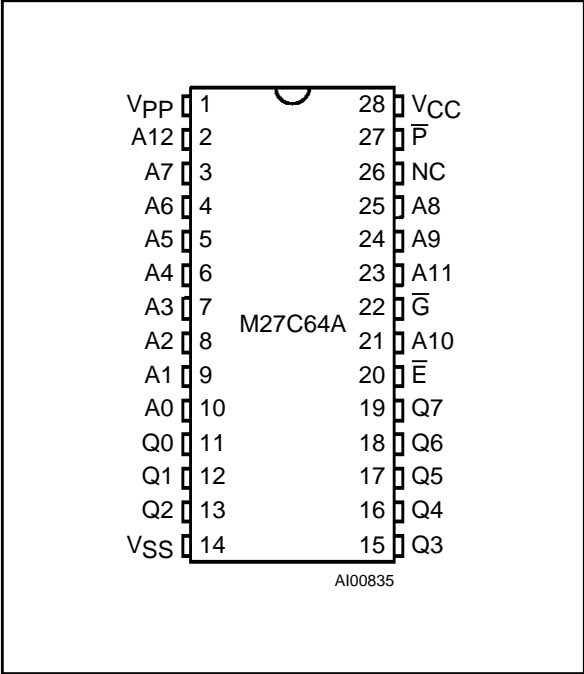 VPP 1 28 VCC
A12 2 27 P̅
A7 3 26 NC
A6 4 25 A8
A5 5 24 A9
A4 6 23 A11
A3 7 22 G̅
M27C64A
A2 8 21 A10
A1 9 20 E̅
A0 10 19 Q7
Q0 11 18 Q6
Q1 12 17 Q5
Q2 13 16 Q4
VSS 14 15 Q3
AI00835